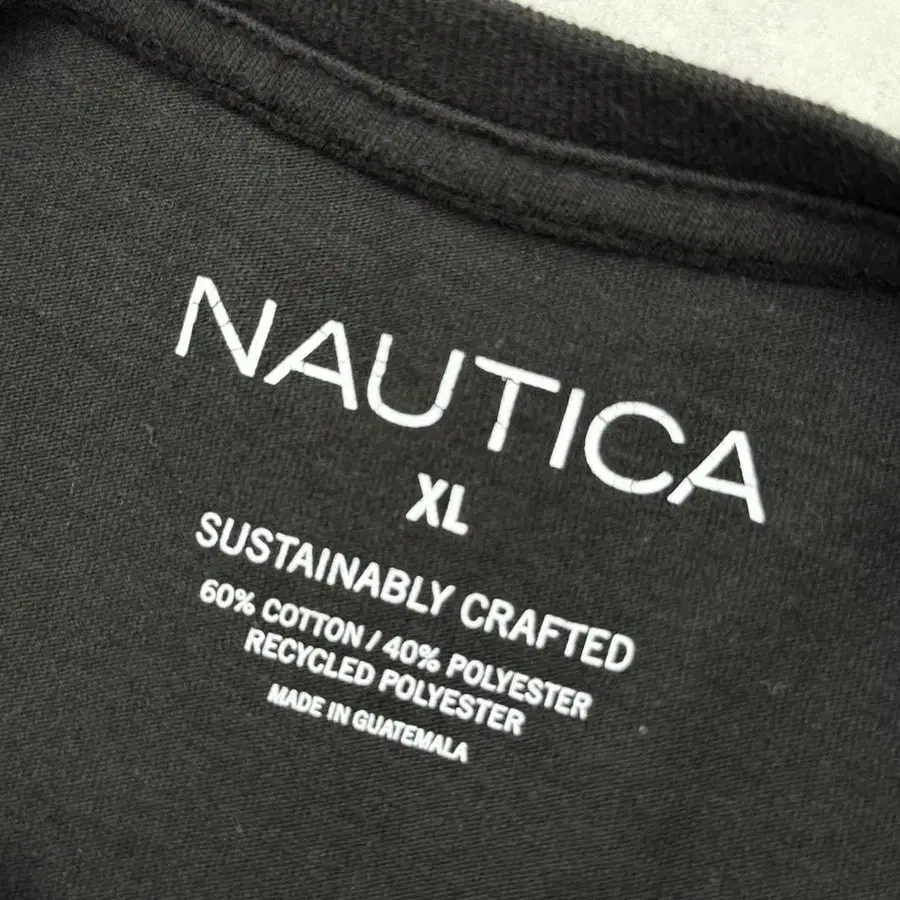 NAUTICA
XL
SUSTAINABLY CRAFTED
60% COTTON / 40% POLYESTER
RECYCLED POLYESTER
MADE IN GUATEMALA